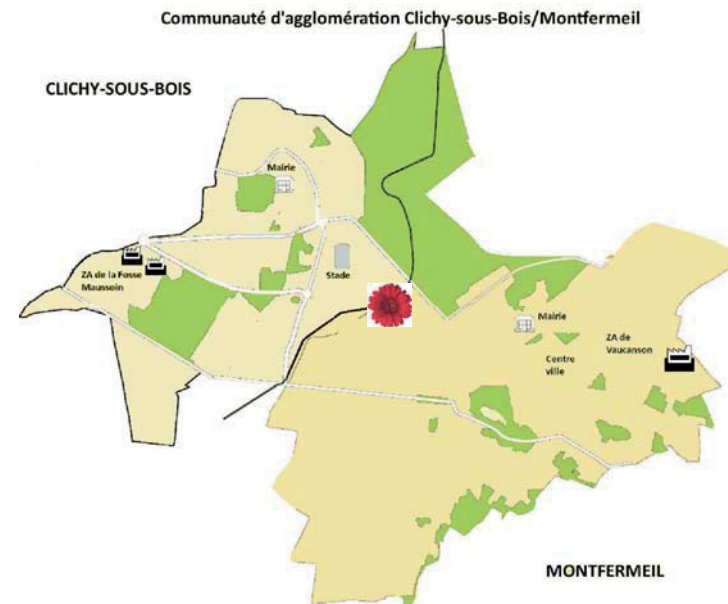 Communauté d'agglomération Clichy-sous-Bois/Montfermeil
CLICHY-SOUS-BOIS
Mairie
ZA de la Fosse
Maussoin
Stade
Mairie
Centre
ville
ZA de
Vaucanson
MONTFERMEIL